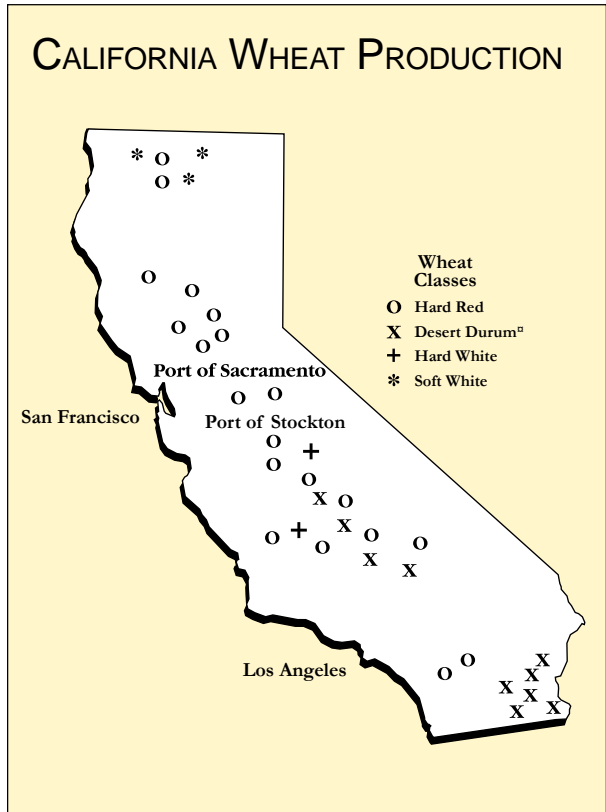 CALIFORNIA WHEAT PRODUCTION
Wheat
Classes
O Hard Red
X Desert Durum¤
+ Hard White
* Soft White
* O *
O *
O
O
O
O
O
O
Port of Sacramento
O O
San Francisco
Port of Stockton
O
+
O
O
X O
X
+
O O O O
X X
Los Angeles
O O X
X
X X
X X